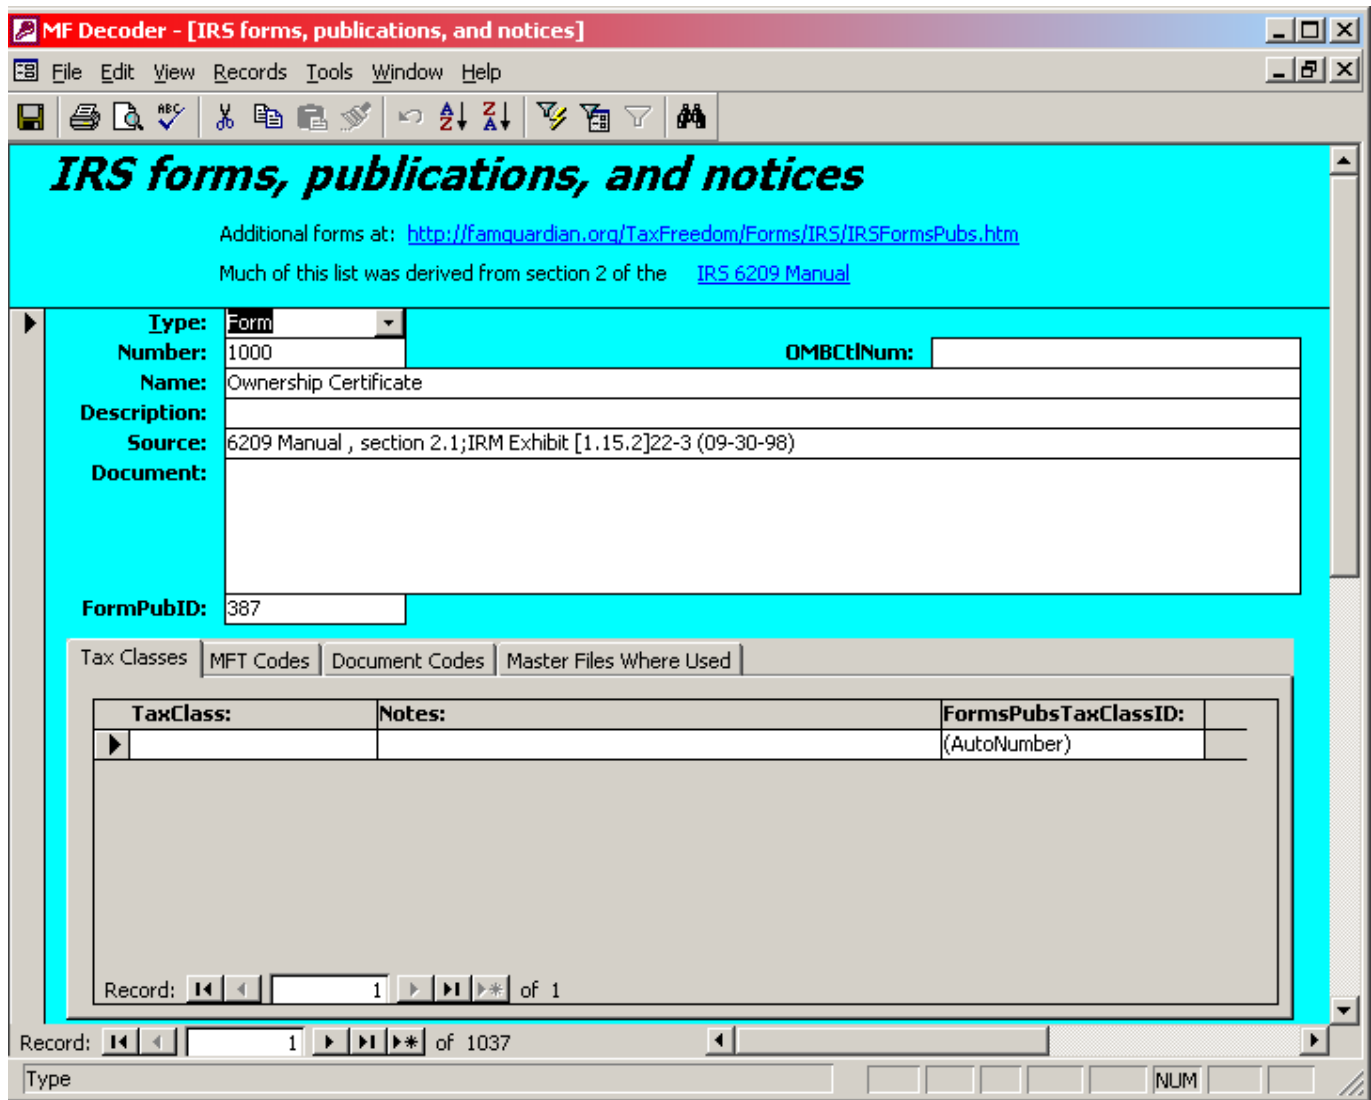 MF Decoder - [IRS forms, publications, and notices]
File Edit View Records Tools Window Help
ABC
A Z Z A
IRS forms, publications, and notices
Additional forms at: http://famguardian.org/TaxFreedom/Forms/IRS/IRSFormsPubs.htm
Much of this list was derived from section 2 of the IRS 6209 Manual
Type: Form
Number: 1000 OMBCtlNum:
Name: Ownership Certificate
Description:
Source: 6209 Manual , section 2.1;IRM Exhibit [1.15.2]22-3 (09-30-98)
Document:
FormPubID: 387
Tax Classes MFT Codes Document Codes Master Files Where Used
TaxClass: Notes: FormsPubsTaxClassID:
(AutoNumber)
Record: 1 of 1
Record: 1 of 1037
Type NUM